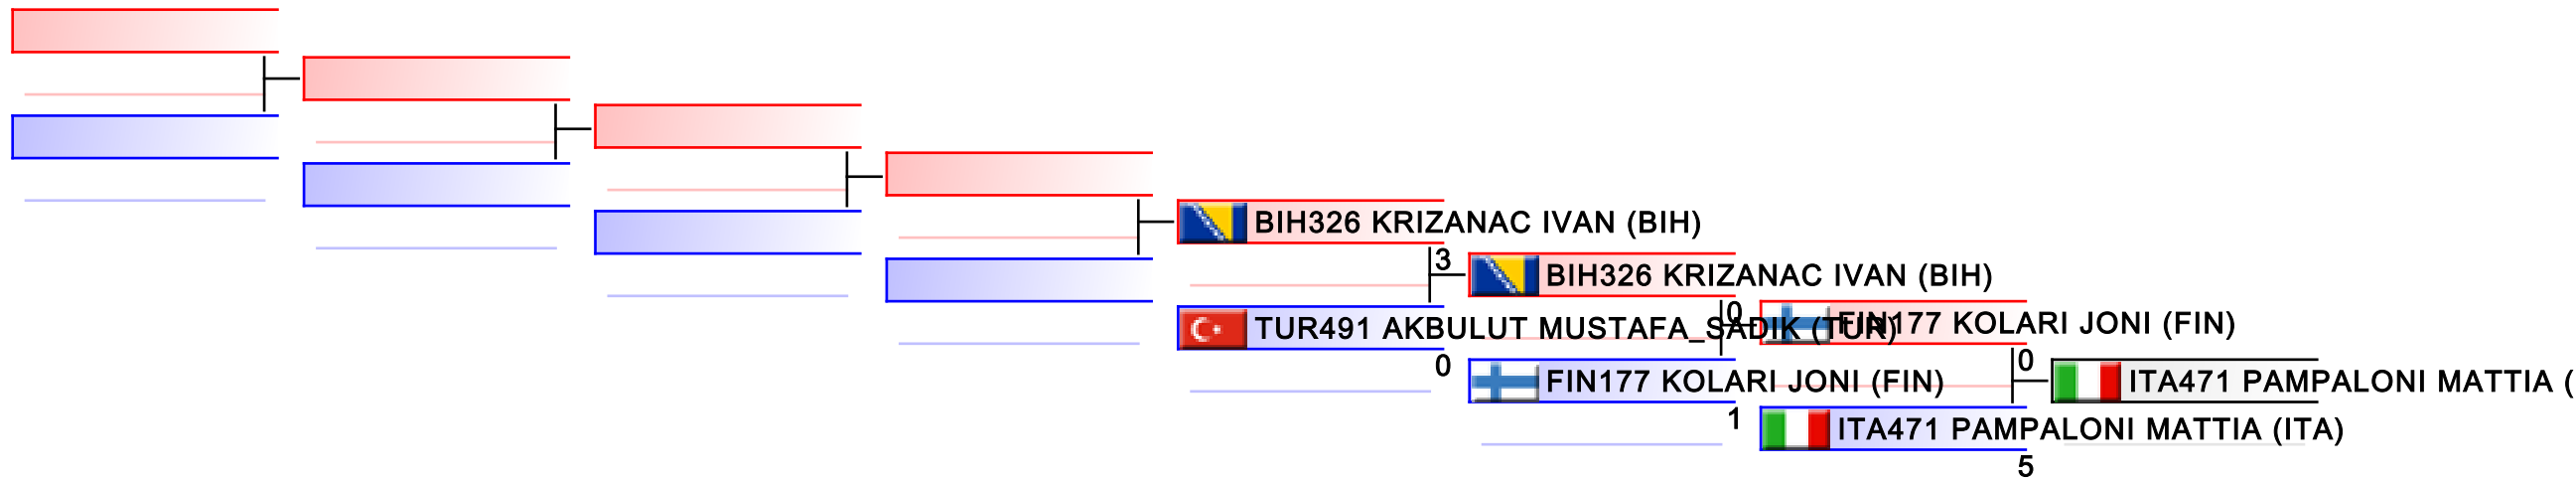 BIH326 KRIZANAC IVAN (BIH)
3
BIH326 KRIZANAC IVAN (BIH)
TUR491 AKBULUT MUSTAFA_SADIK (TUR)
0
0
FIN177 KOLARI JONI (FIN)
FIN177 KOLARI JONI (FIN)
1
0
ITA471 PAMPALONI MATTIA (ITA)
5
ITA471 PAMPALONI MATTIA (